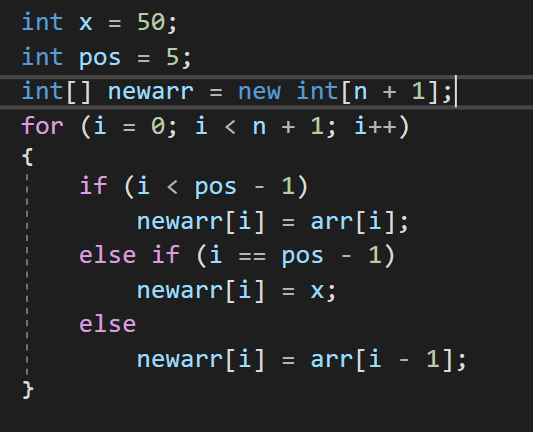 int x = 50;
int pos = 5;
int[] newarr = new int[n + 1];
for (i = 0; i < n + 1; i++)
{
if (i < pos - 1)
newarr[i] = arr[i];
else if (i == pos - 1)
newarr[i] = x;
else
newarr[i] = arr[i - 1];
}